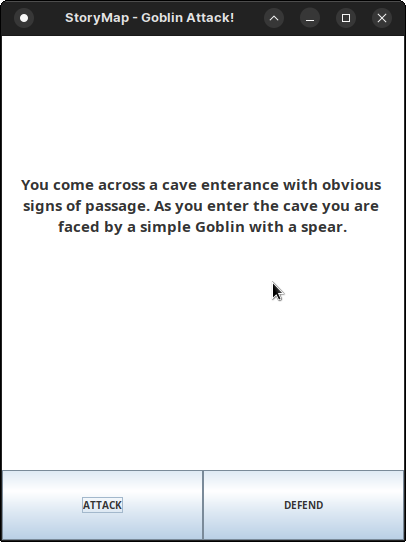 StoryMap - Goblin Attack!
You come across a cave enterance with obvious
signs of passage. As you enter the cave you are
faced by a simple Goblin with a spear.
ATTACK
DEFEND